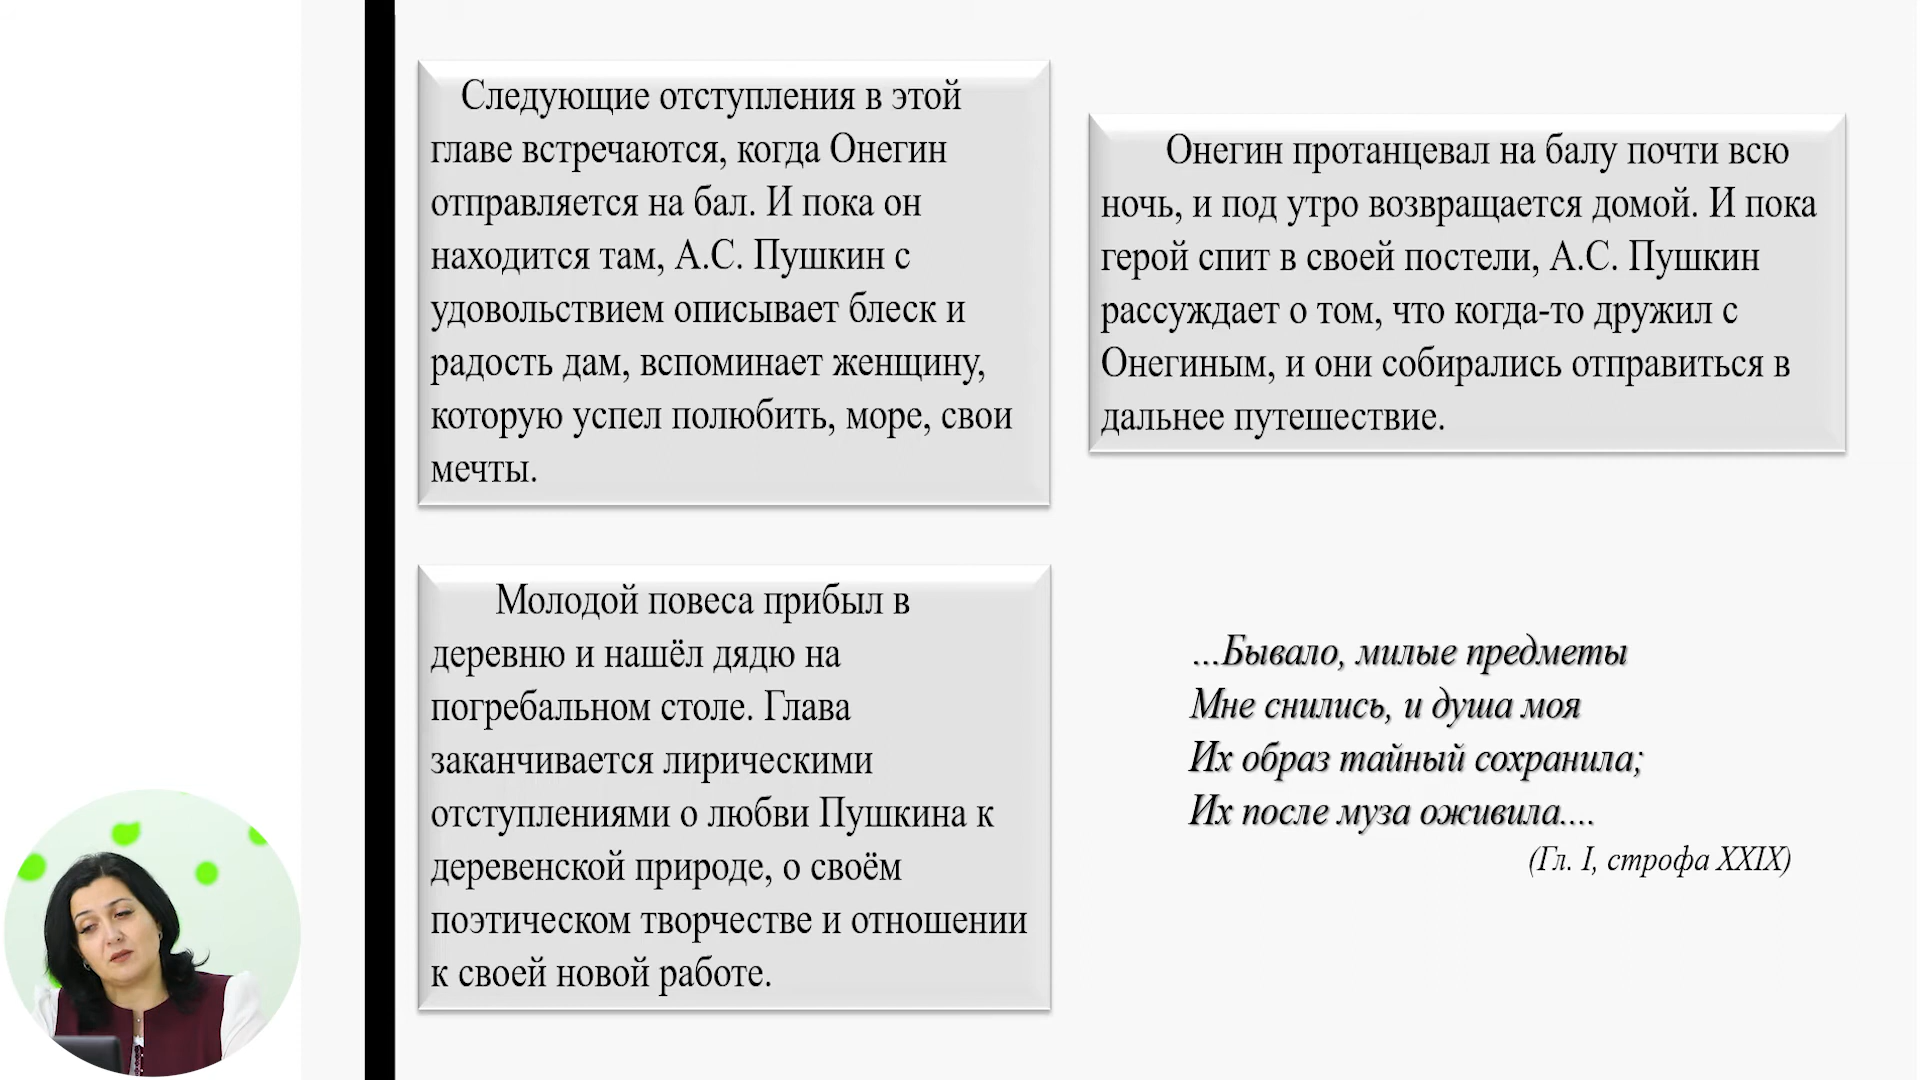 Следующие отступления в этой
главе встречаются, когда Онегин
отправляется на бал. И пока он
находится там, А.С. Пушкин с
удовольствием описывает блеск и
радость дам, вспоминает женщину,
которую успел полюбить, море, свои
мечты.
Онегин протанцевал на балу почти всю
ночь, и под утро возвращается домой. И пока
герой спит в своей постели, А.С. Пушкин
рассуждает о том, что когда-то дружил с
Онегиным, и они собирались отправиться в
дальнее путешествие.
Молодой повеса прибыл в
деревню и нашёл дядю на
погребальном столе. Глава
заканчивается лирическими
отступлениями о любви Пушкина к
деревенской природе, о своём
поэтическом творчестве и отношении
к своей новой работе.
...Бывало, милые предметы
Мне снились, и душа моя
Их образ тайный сохранила;
Их после муза оживила....
(Гл. I, строфа XXIX)